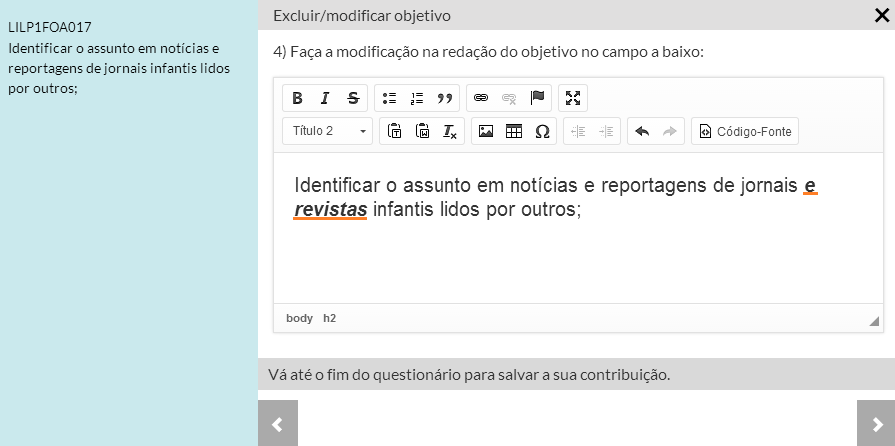 LILP1FOA017
Identificar o assunto em notícias e
reportagens de jornais infantis lidos
por outros;
Excluir/modificar objetivo
4) Faça a modificação na redação do objetivo no campo a baixo:
Título 2
Código-Fonte
Identificar o assunto em notícias e reportagens de jornais e
revistas infantis lidos por outros;
body h2
Vá até o fim do questionário para salvar a sua contribuição.